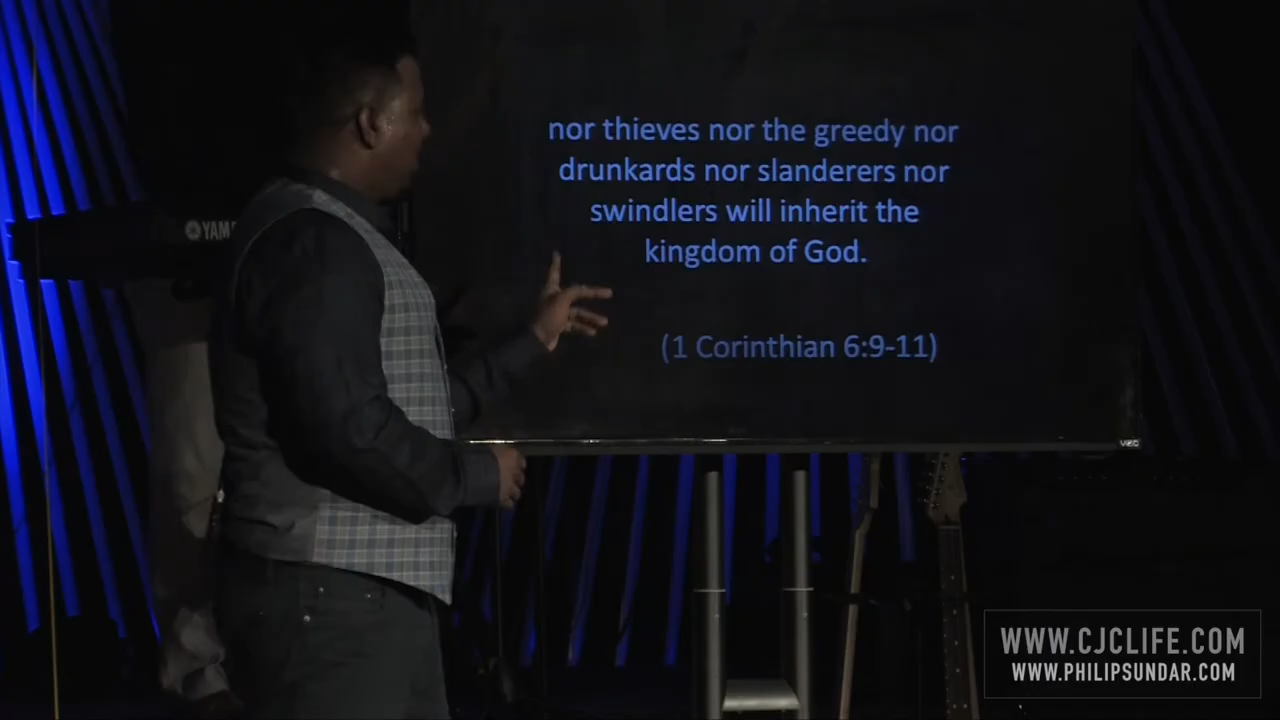 nor thieves nor the greedy nor
drunkards nor slanderers nor
swindlers will inherit the
kingdom of God.
(1 Corinthian 6:9-11)
YAM
WWW.CJCLIFE.COM
WWW.PHILIPSUNDAR.COM